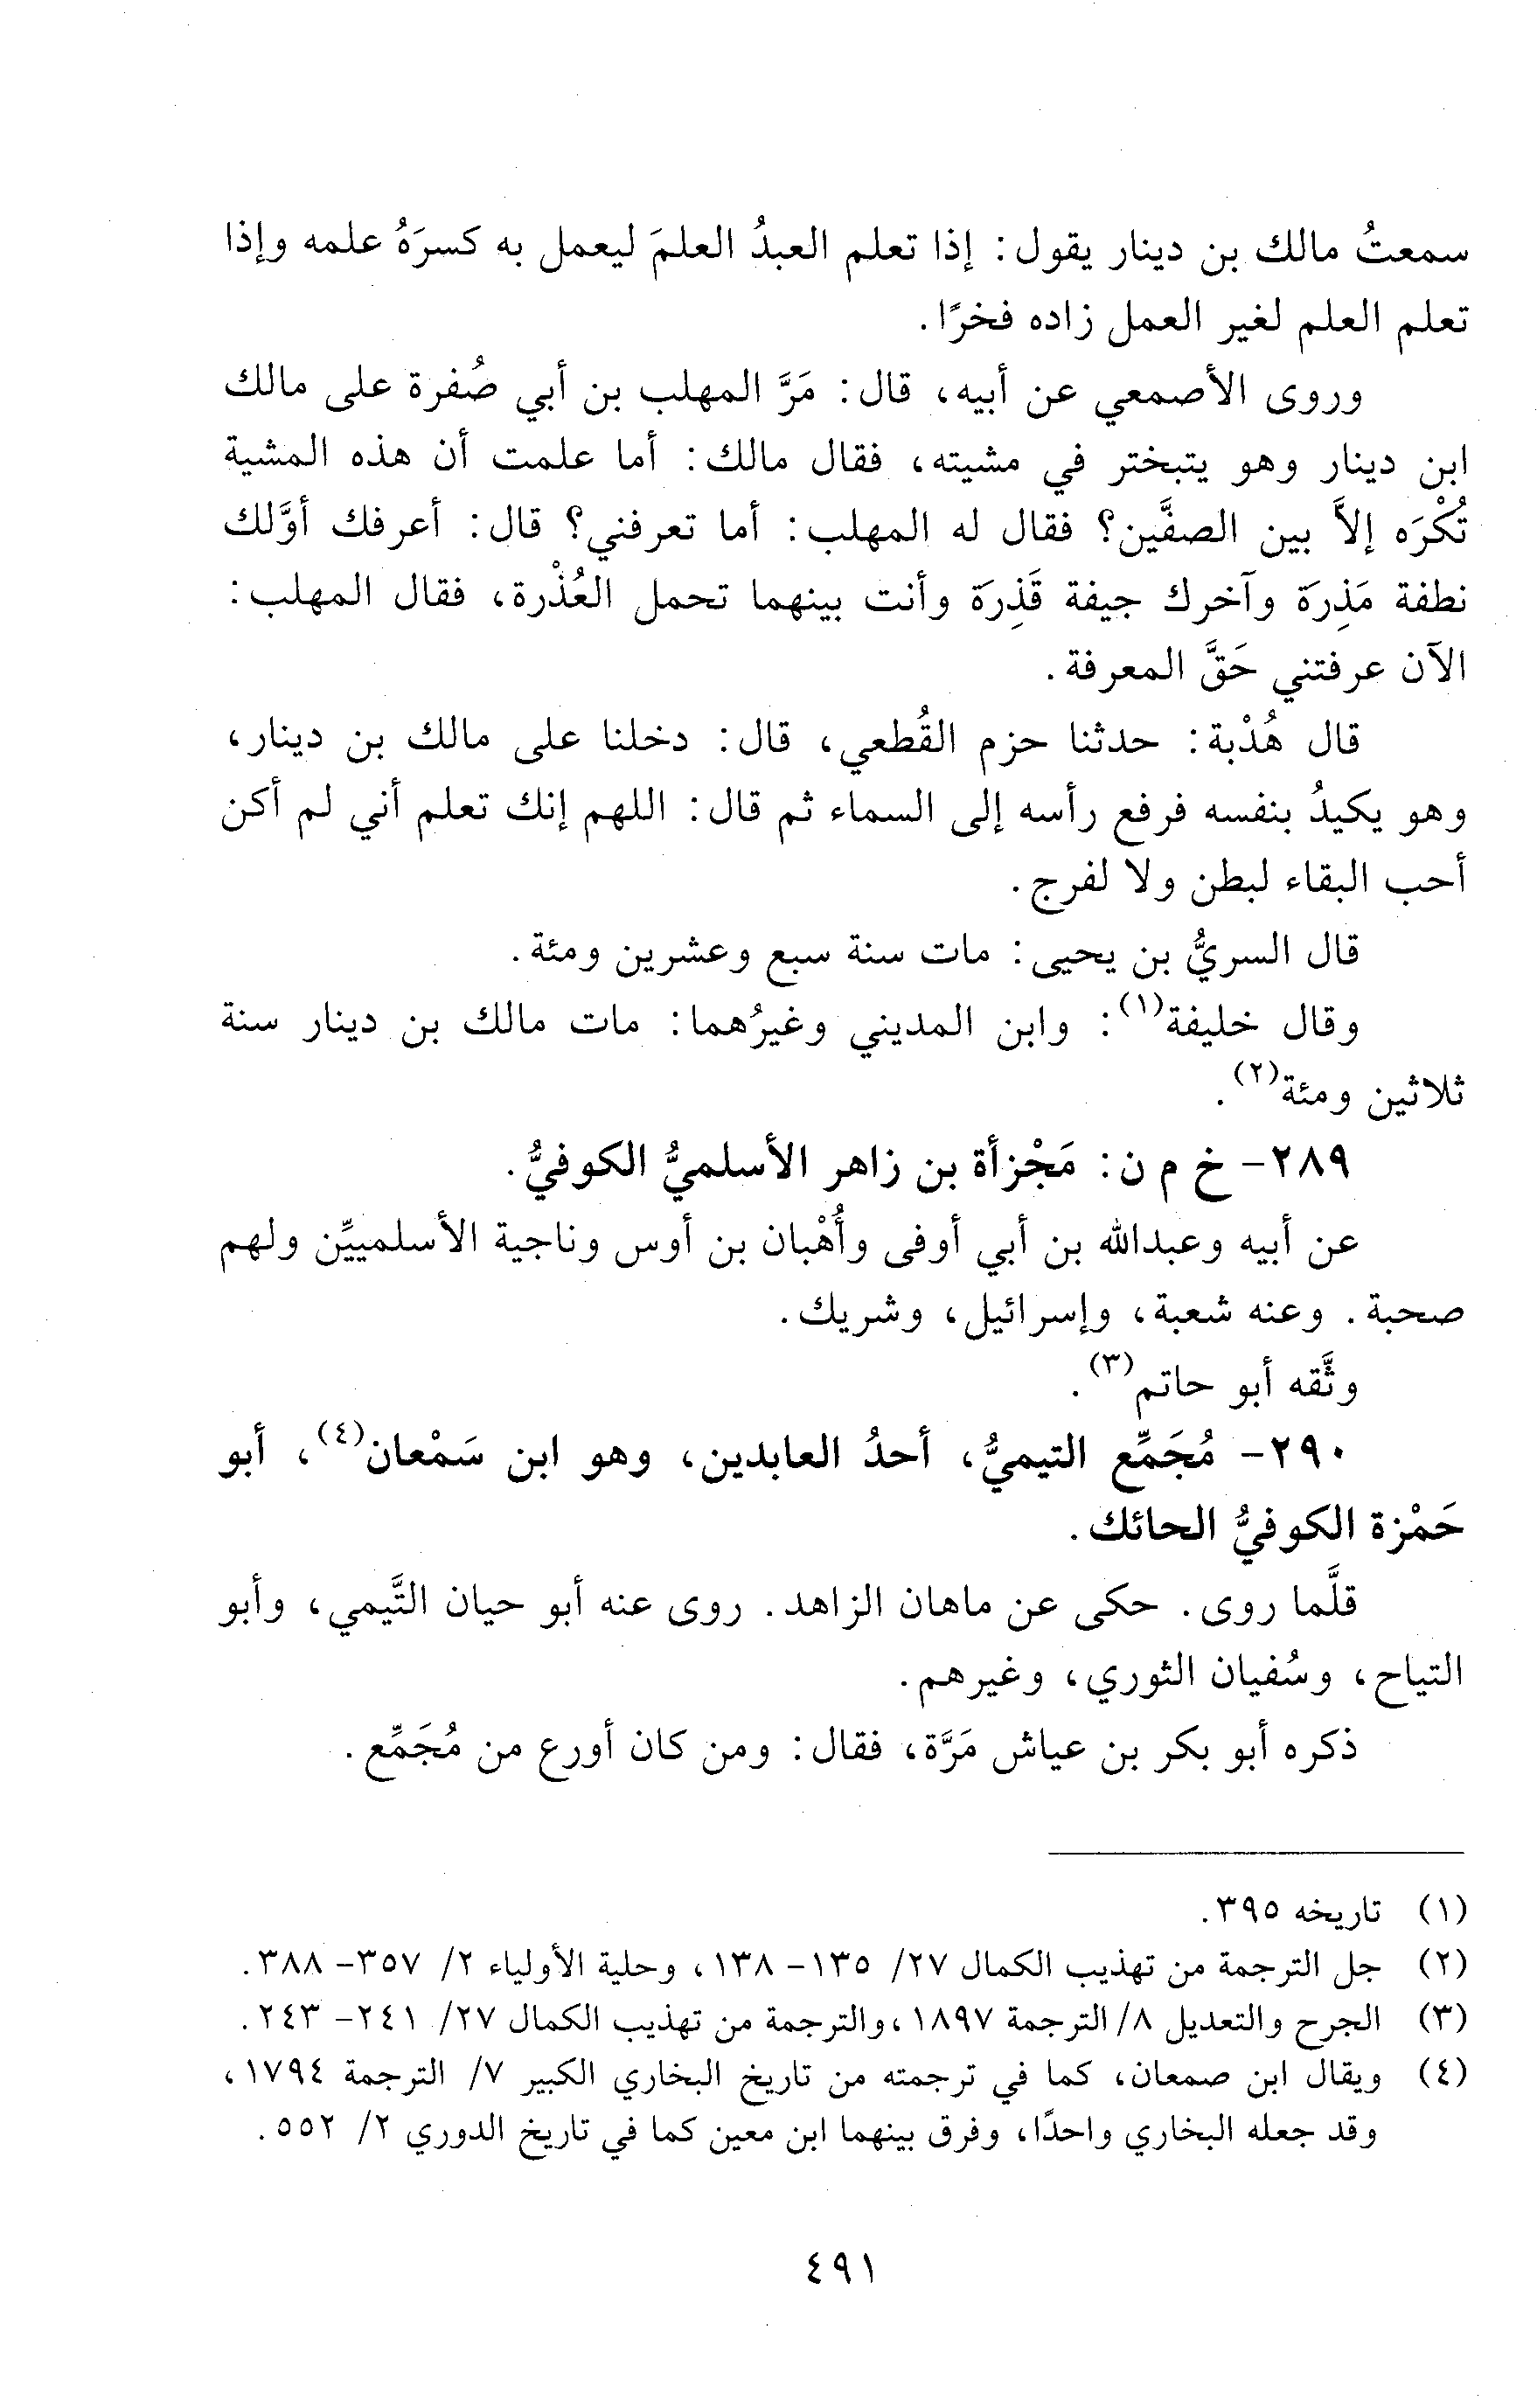 سمعتُ مالك بن دينار يقول: إذا تعلم العبدُ العلمَ ليعمل به كسرَهُ علمه وإذا
تعلم العلم لغير العمل زاده فخرًا.
وروى الأصمعي عن أبيه، قال: مَرَّ المهلب بن أبي صُفرة على مالك
ابن دينار وهو يتبختر في مشيته، فقال مالك: أما علمت أن هذه المشية
تُكْرَه إلاَّ بين الصفَّين؟ فقال له المهلب: أما تعرفني؟ قال: أعرفك أوَّلك
نطفة مَذِرَة وآخرك جيفة قَذِرَة وأنت بينهما تحمل العُذْرة، فقال المهلب:
الآن عرفتني حَقَّ المعرفة.
قال هُدْبة: حدثنا حزم القُطعي، قال: دخلنا على مالك بن دينار،
وهو يكيدُ بنفسه فرفع رأسه إلى السماء ثم قال: اللهم إنك تعلم أني لم أكن
أحب البقاء لبطن ولا لفرج.
قال السريُّ بن يحيى: مات سنة سبع وعشرين ومئة.
وقال خليفة(١): وابن المديني وغيرُهما: مات مالك بن دينار سنة
ثلاثين ومئة(٢).
٢٨٩- خ م ن: مَجْزأة بن زاهر الأسلميُّ الكوفيُّ.
عن أبيه وعبدالله بن أبي أوفى وأُهْبان بن أوس وناجية الأسلمييِّن ولهم
صحبة. وعنه شعبة، وإسرائيل، وشريك.
وثَّقه أبو حاتم(٣).
٢٩٠- مُجَمِّع التيميُّ، أحدُ العابدين، وهو ابن سَمْعان(٤)، أبو
حَمْزة الكوفيُّ الحائك.
قلَّما روى. حكى عن ماهان الزاهد. روى عنه أبو حيان التَّيمي، وأبو
التياح، وسُفيان الثوري، وغيرهم.
ذكره أبو بكر بن عياش مَرَّة، فقال: ومن كان أورع من مُجَمِّع.
(١) تاريخه ٣٩٥.
(٢) جل الترجمة من تهذيب الكمال ٢٧/ ١٣٥- ١٣٨، وحلية الأولياء ٢/ ٣٥٧- ٣٨٨.
(٣) الجرح والتعديل ٨/ الترجمة ١٨٩٧، والترجمة من تهذيب الكمال ٢٧/ ٢٤١- ٢٤٣.
(٤) ويقال ابن صمعان، كما في ترجمته من تاريخ البخاري الكبير ٧/ الترجمة ١٧٩٤،
وقد جعله البخاري واحدًا، وفرق بينهما ابن معين كما في تاريخ الدوري ٢/ ٥٥٢.
٤٩١